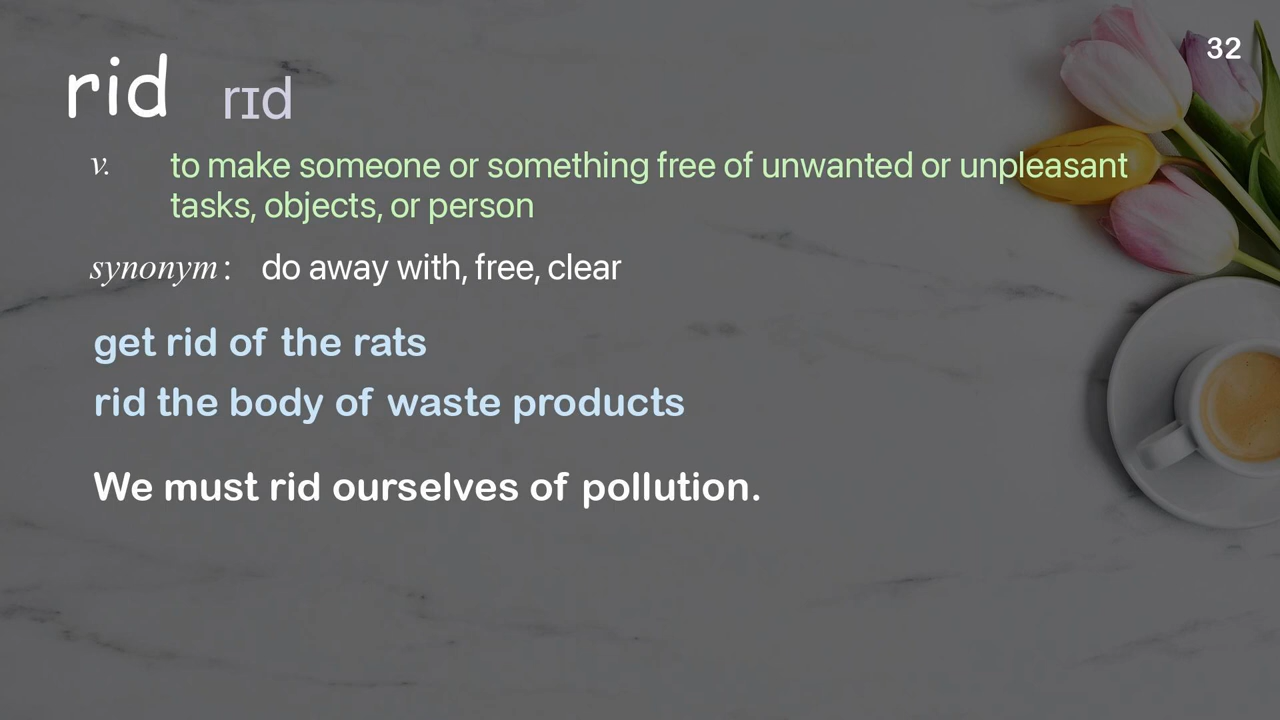 32
rid rɪd
v. to make someone or something free of unwanted or unpleasant
tasks, objects, or person
synonym: do away with, free, clear
get rid of the rats
rid the body of waste products
We must rid ourselves of pollution.